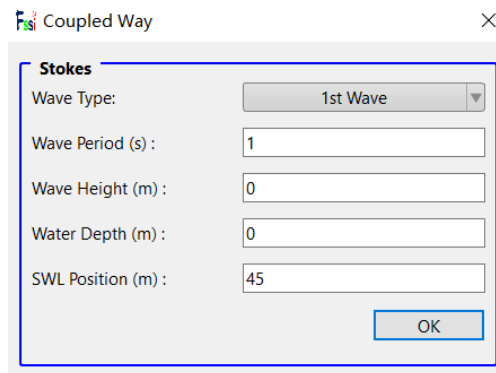 Fssi Coupled Way
Stokes
Wave Type: 1st Wave
Wave Period (s) : 1
Wave Height (m) : 0
Water Depth (m) : 0
SWL Position (m) : 45
OK